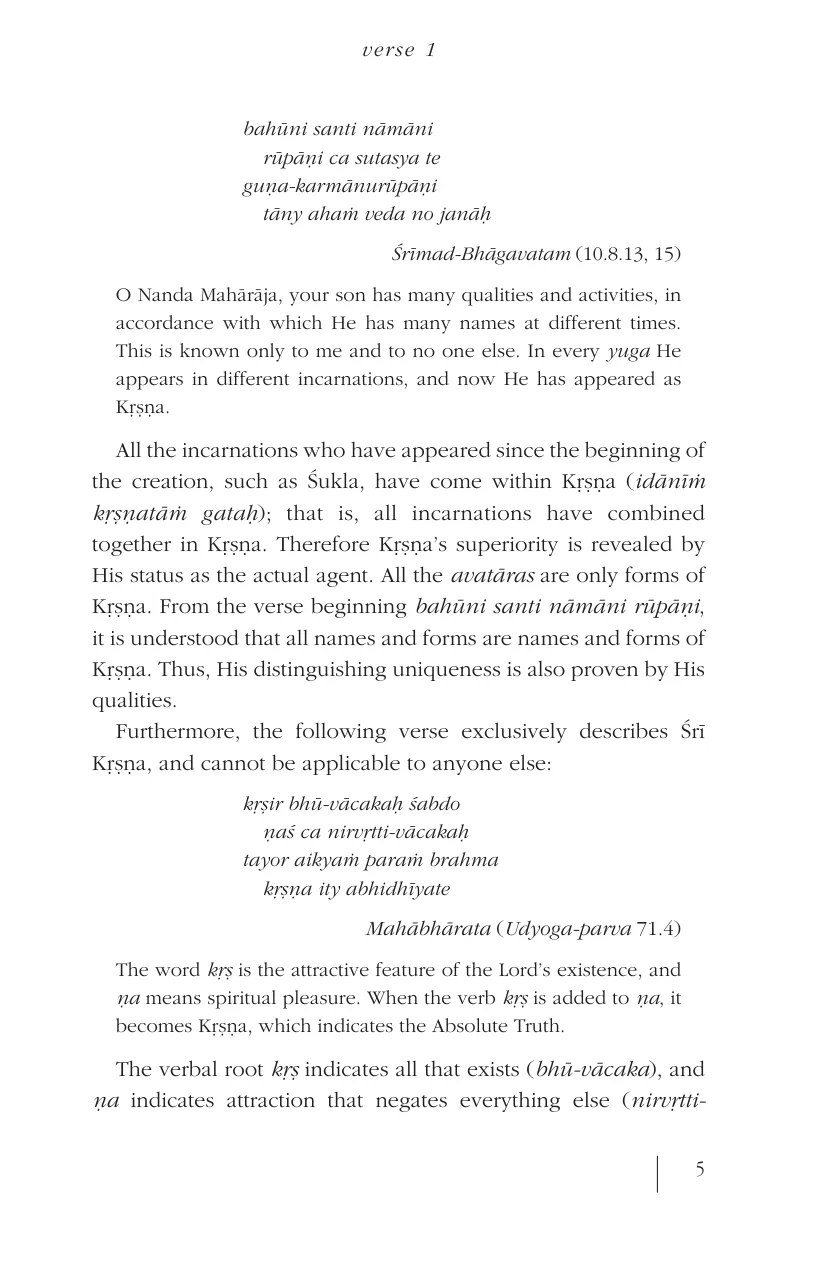 verse 1
bahūni santi nāmāni
rūpāṇi ca sutasya te
guṇa-karmānurūpāṇi
tāny ahaṁ veda no janāḥ
Śrīmad-Bhāgavatam (10.8.13, 15)
O Nanda Mahārāja, your son has many qualities and activities, in
accordance with which He has many names at different times.
This is known only to me and to no one else. In every yuga He
appears in different incarnations, and now He has appeared as
Kṛṣṇa.
All the incarnations who have appeared since the beginning of
the creation, such as Śukla, have come within Kṛṣṇa (idānīṁ
kṛṣṇatāṁ gataḥ); that is, all incarnations have combined
together in Kṛṣṇa. Therefore Kṛṣṇa’s superiority is revealed by
His status as the actual agent. All the avatāras are only forms of
Kṛṣṇa. From the verse beginning bahūni santi nāmāni rūpāṇi,
it is understood that all names and forms are names and forms of
Kṛṣṇa. Thus, His distinguishing uniqueness is also proven by His
qualities.
Furthermore, the following verse exclusively describes Śrī
Kṛṣṇa, and cannot be applicable to anyone else:
kṛṣir bhū-vācakaḥ śabdo
ṇaś ca nirvṛtti-vācakaḥ
tayor aikyaṁ paraṁ brahma
kṛṣṇa ity abhidhīyate
Mahābhārata (Udyoga-parva 71.4)
The word kṛṣ is the attractive feature of the Lord’s existence, and
ṇa means spiritual pleasure. When the verb kṛṣ is added to ṇa, it
becomes Kṛṣṇa, which indicates the Absolute Truth.
The verbal root kṛṣ indicates all that exists (bhū-vācaka), and
ṇa indicates attraction that negates everything else (nirvṛtti-
5